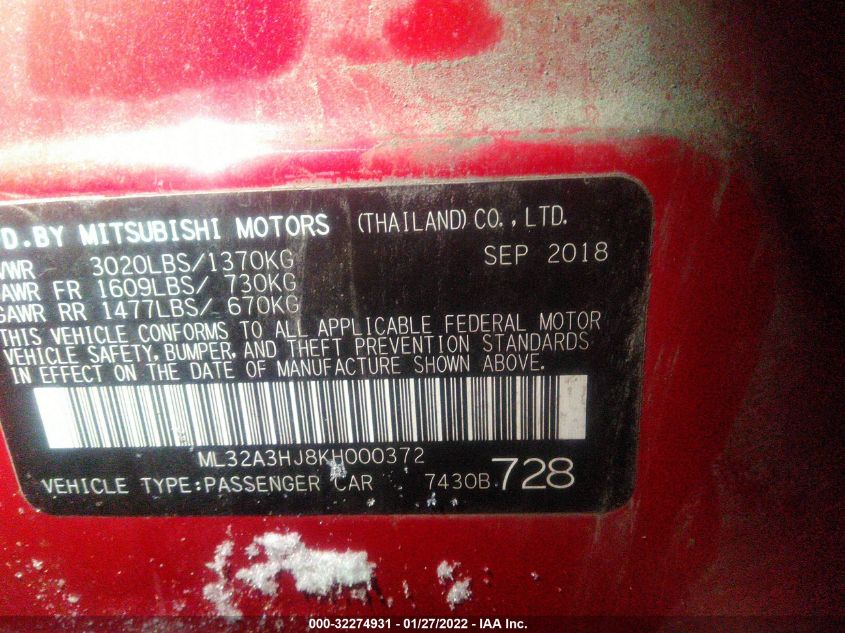 D.BY MITSUBISHI MOTORS (THAILAND) CO., LTD.
VWR 3020LBS/1370KG SEP 2018
AWR FR 1609LBS/ 730KG
GAWR RR 1477LBS/ 670KG
THIS VEHICLE CONFORMS TO ALL APPLICABLE FEDERAL MOTOR
VEHICLE SAFETY, BUMPER, AND THEFT PREVENTION STANDARDS
IN EFFECT ON THE DATE OF MANUFACTURE SHOWN ABOVE.
ML32A3HJ8KH000372
VEHICLE TYPE:PASSENGER CAR 7430B 728
000-32274931 - 01/27/2022 - IAA Inc.